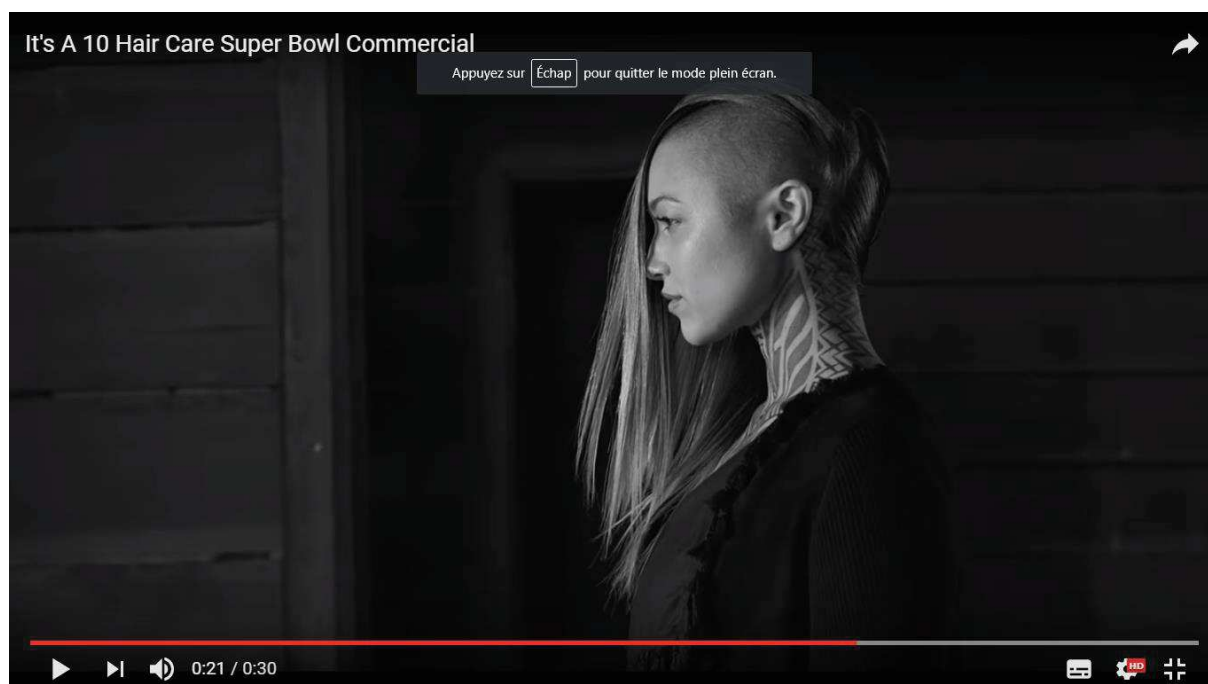 It's A 10 Hair Care Super Bowl Commercial
Appuyez sur Échap pour quitter le mode plein écran.
0:21 / 0:30
HD